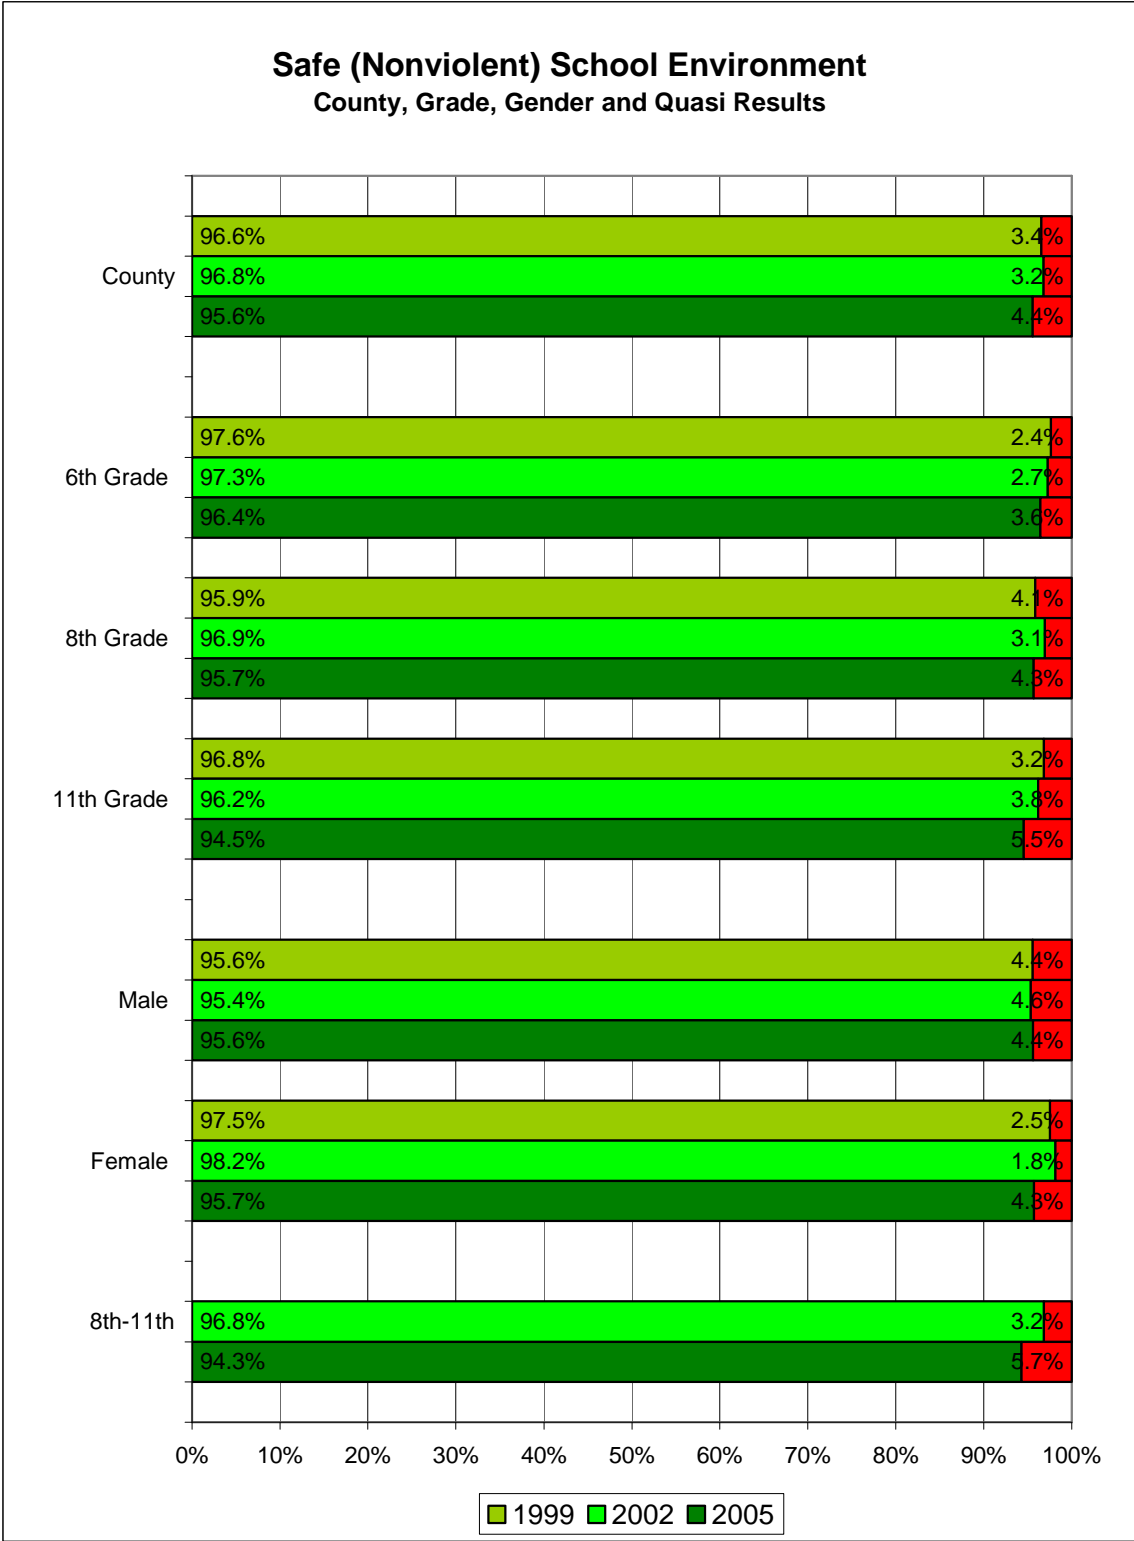 Safe (Nonviolent) School Environment
County, Grade, Gender and Quasi Results
96.6% 3.4%
County 96.8% 3.2%
95.6% 4.4%
97.6% 2.4%
6th Grade 97.3% 2.7%
96.4% 3.6%
95.9% 4.1%
8th Grade 96.9% 3.1%
95.7% 4.3%
96.8% 3.2%
11th Grade 96.2% 3.8%
94.5% 5.5%
95.6% 4.4%
Male 95.4% 4.6%
95.6% 4.4%
97.5% 2.5%
Female 98.2% 1.8%
95.7% 4.3%
8th-11th 96.8% 3.2%
94.3% 5.7%
0% 10% 20% 30% 40% 50% 60% 70% 80% 90% 100%
1999 2002 2005